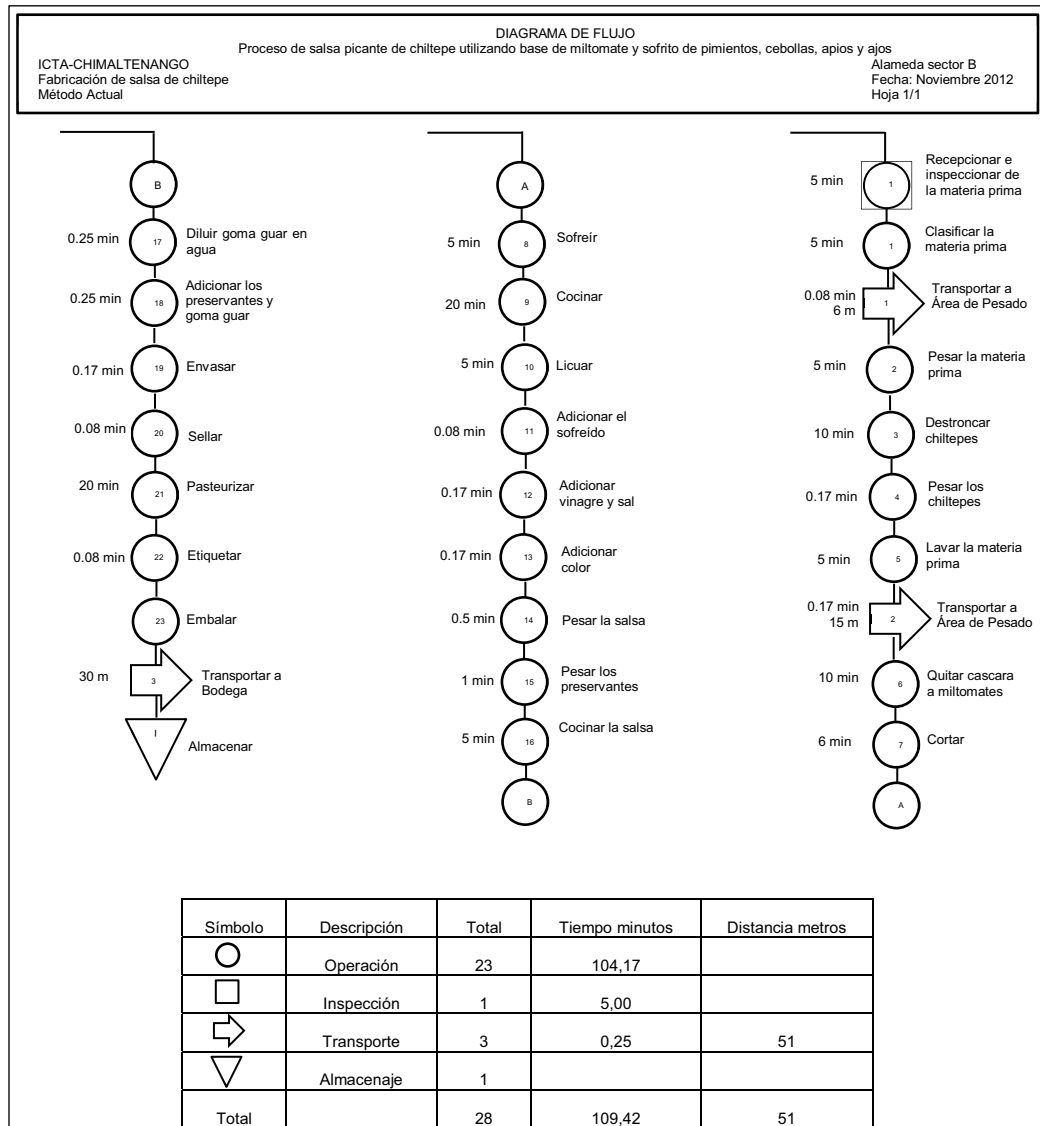 DIAGRAMA DE FLUJO
Proceso de salsa picante de chiltepe utilizando base de miltomate y sofrito de pimientos, cebollas, apios y ajos
ICTA-CHIMALTENANGO
Fabricación de salsa de chiltepe
Método Actual
Alameda sector B
Fecha: Noviembre 2012
Hoja 1/1
B
0.25 min
17
Diluir goma guar en
agua
0.25 min
18
Adicionar los
preservantes y
goma guar
0.17 min
19
Envasar
0.08 min
20
Sellar
20 min
21
Pasteurizar
0.08 min
22
Etiquetar
23
Embalar
30 m
3
Transportar a
Bodega
I
Almacenar
A
5 min
8
Sofreír
20 min
9
Cocinar
5 min
10
Licuar
0.08 min
11
Adicionar el
sofreído
0.17 min
12
Adicionar
vinagre y sal
0.17 min
13
Adicionar
color
0.5 min
14
Pesar la salsa
1 min
15
Pesar los
preservantes
5 min
16
Cocinar la salsa
B
5 min
1
Recepcionar e
inspeccionar de
la materia prima
5 min
1
Clasificar la
materia prima
0.08 min
6 m
1
Transportar a
Área de Pesado
5 min
2
Pesar la materia
prima
10 min
3
Destroncar
chiltepes
0.17 min
4
Pesar los
chiltepes
5 min
5
Lavar la materia
prima
0.17 min
15 m
2
Transportar a
Área de Pesado
10 min
6
Quitar cascara
a miltomates
6 min
7
Cortar
A
Símbolo Descripción Total Tiempo minutos Distancia metros
Operación 23 104,17
Inspección 1 5,00
Transporte 3 0,25 51
Almacenaje 1
Total 28 109,42 51